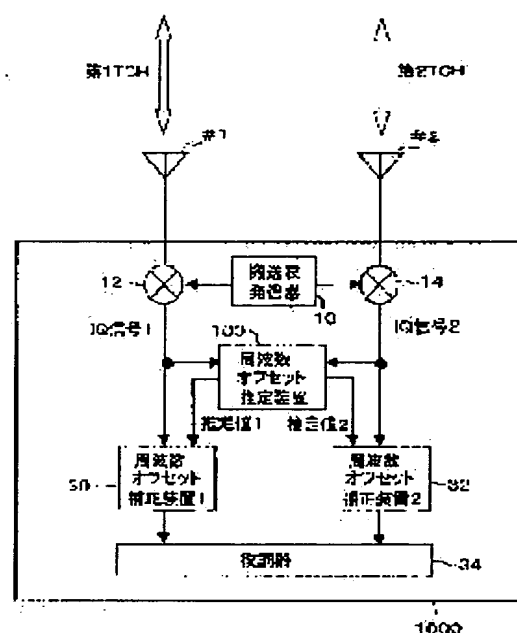 第1TCH
第2TCH
#1
#2
12
搬送波
発信器
14
10
IQ信号1
IQ信号2
100
周波数
オフセット
推定装置
推定値1
推定値2
周波数
オフセット
補正装置1
周波数
オフセット
補正装置2
32
復調器
34
1000